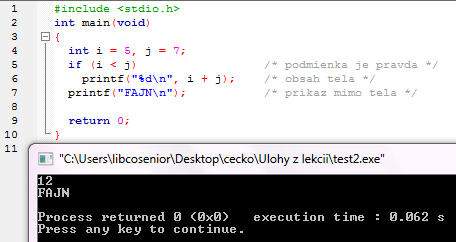 1 #include <stdio.h>
2 int main(void)
3 {
4 int i = 5, j = 7;
5 if (i < j) /* podmienka je pravda */
6 printf("%d\n", i + j); /* obsah tela */
7 printf("FAJN\n"); /* prikaz mimo tela */
8
9 return 0;
10 }
11
"C:\Users\libcosenior\Desktop\cecko\Ulohy z lekcii\test2.exe"
12
FAJN
Process returned 0 (0x0) execution time : 0.062 s
Press any key to continue.